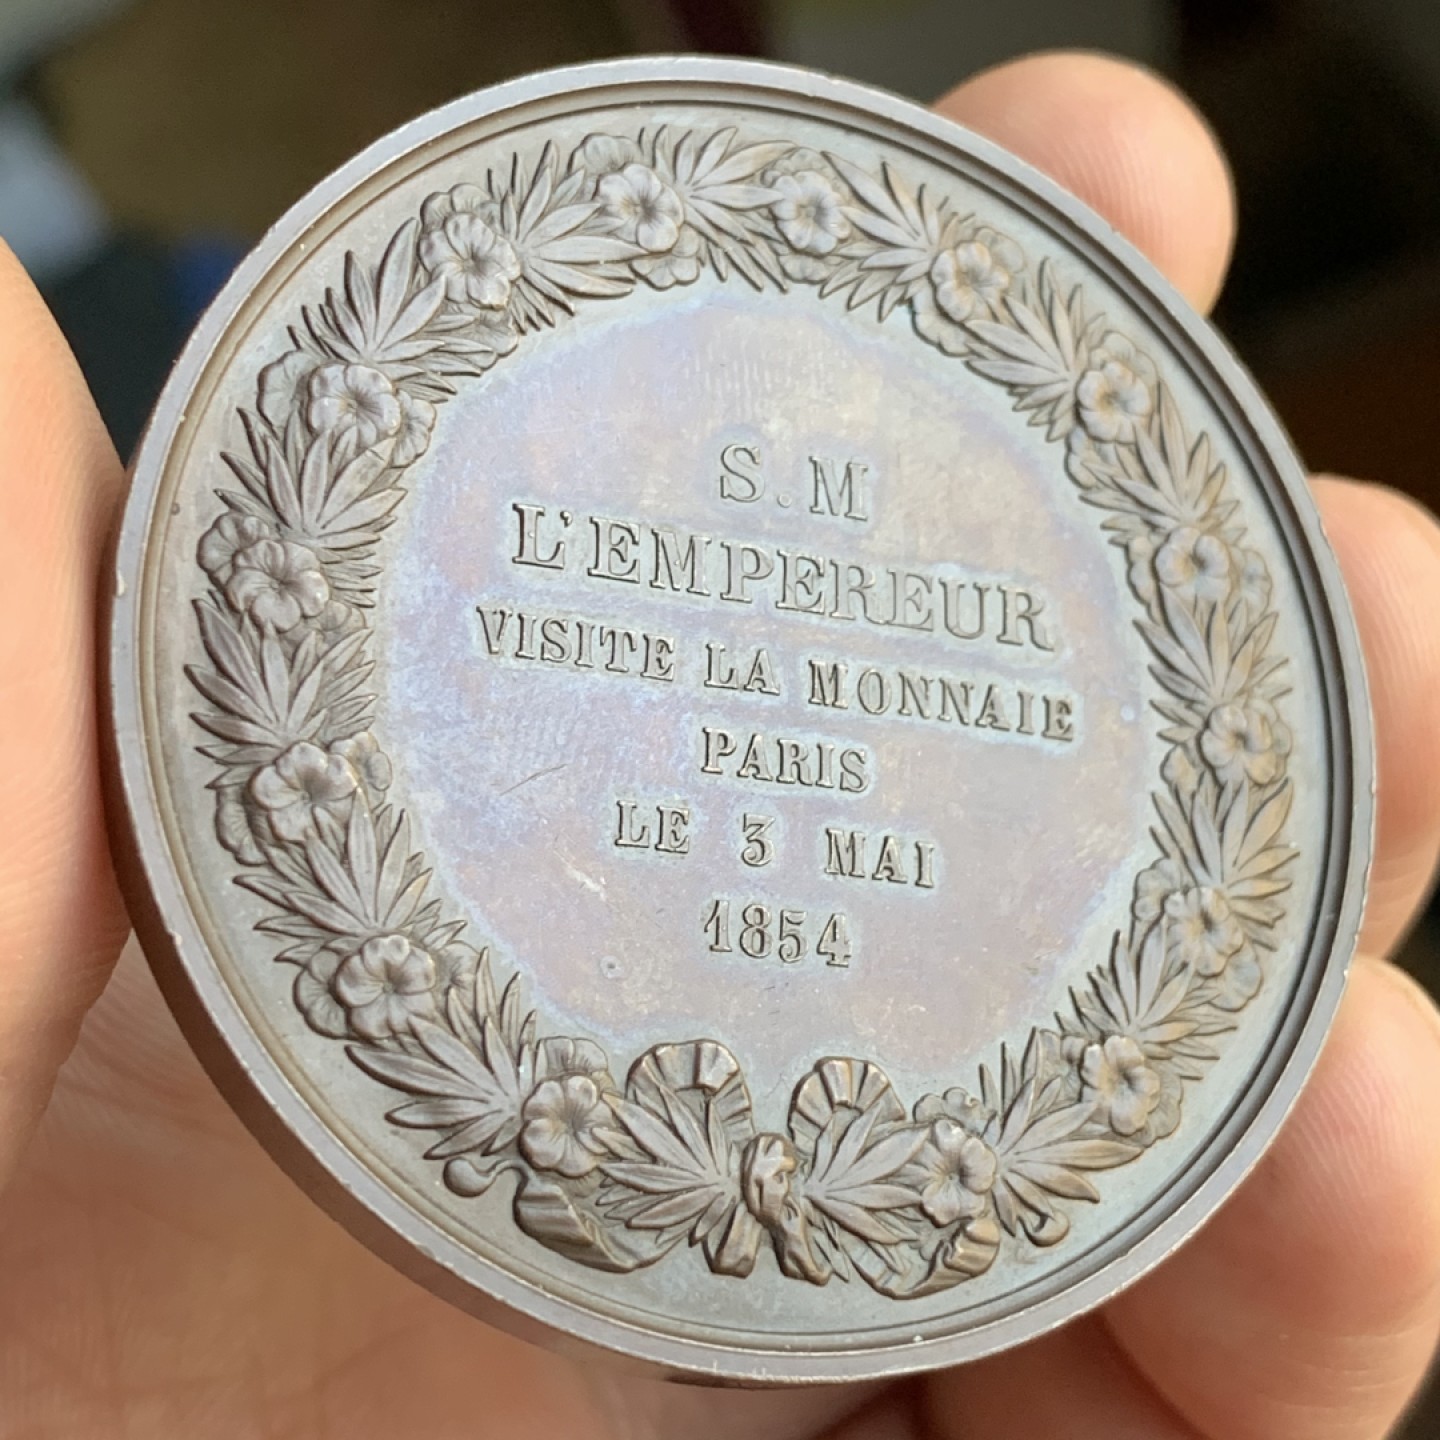 S.M
L'EMPEREUR
VISITE LA MONNAIE
PARIS
LE 3 MAI
1854